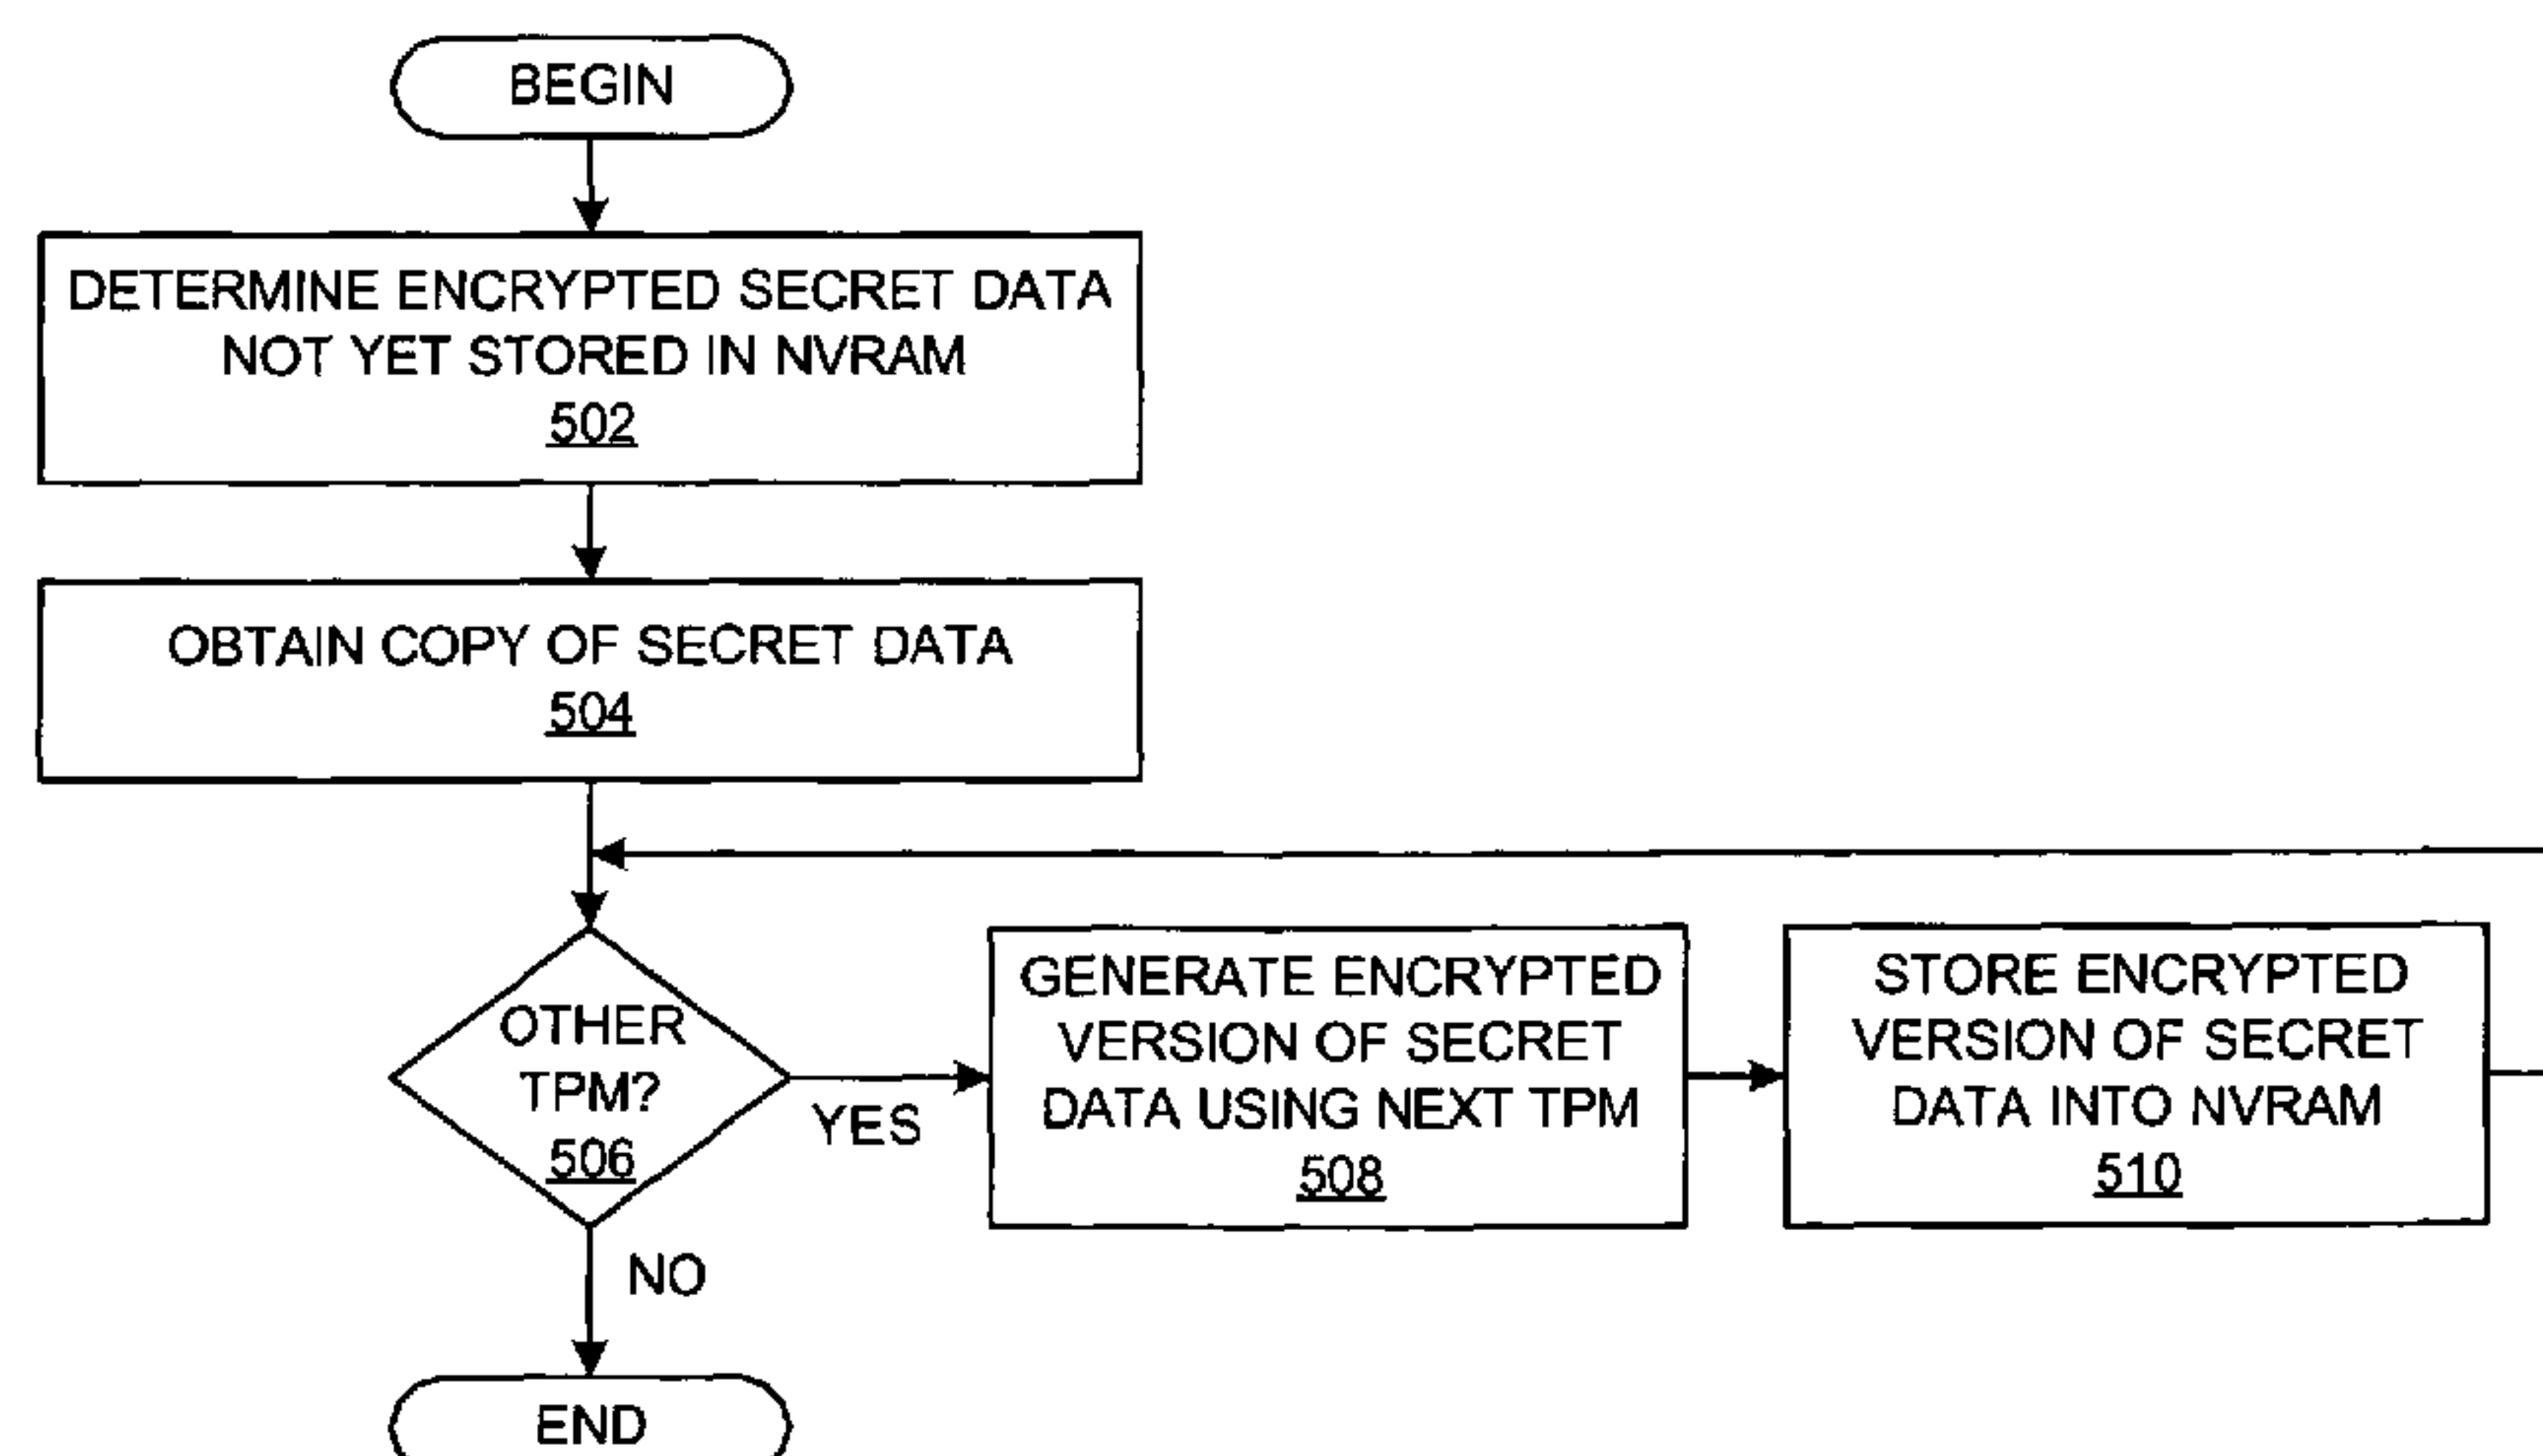 BEGIN
DETERMINE ENCRYPTED SECRET DATA
NOT YET STORED IN NVRAM
502
OBTAIN COPY OF SECRET DATA
504
OTHER
TPM?
506
YES
GENERATE ENCRYPTED
VERSION OF SECRET
DATA USING NEXT TPM
508
STORE ENCRYPTED
VERSION OF SECRET
DATA INTO NVRAM
510
NO
END